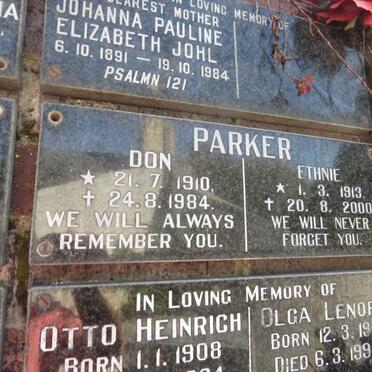 IN LOVING MEMORY OF
DEAREST MOTHER
JOHANNA PAULINE
ELIZABETH JOHL
6.10.1891 – 19.10.1984
PSALMN 121
PARKER
DON
★ 21.7.1910.
✝ 24.8.1984.
WE WILL ALWAYS
REMEMBER YOU.
ETHNIE
★ 1.3.1913.
✝ 20.8.2000
WE WILL NEVER
FORGET YOU.
IN LOVING MEMORY OF
OTTO HEINRICH
BORN 1.1.1908
OLGA LENOR
BORN 12.3.19
DIED 6.3.199